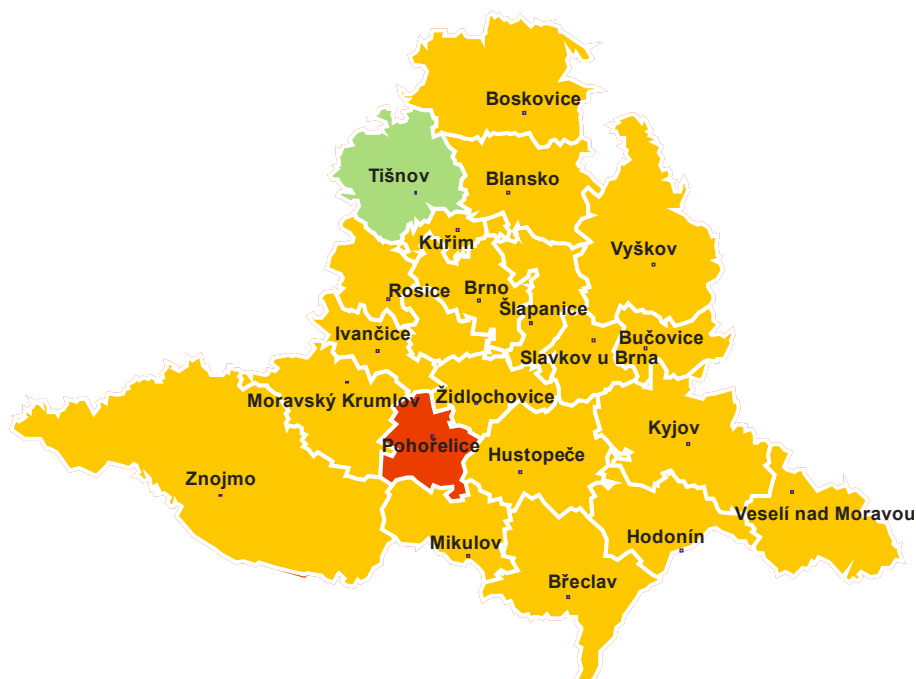 Boskovice
Tišnov
Blansko
Kuřim
Vyškov
Rosice
Brno
Šlapanice
Ivančice
Bučovice
Slavkov u Brna
Moravský Krumlov
Židlochovice
Kyjov
Pohořelice
Hustopeče
Znojmo
Veselí nad Moravou
Mikulov
Hodonín
Břeclav